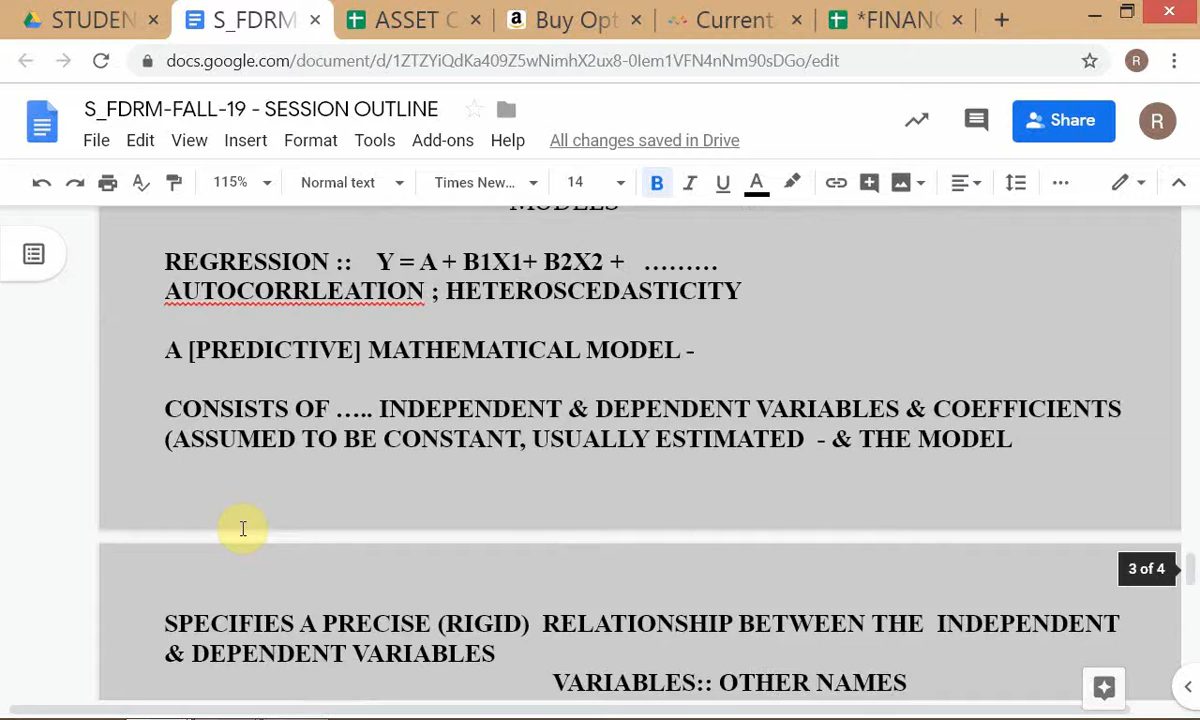 STUDEN
S_FDRM
ASSET C
Buy Opt
Current
*FINANC
docs.google.com/document/d/1ZTZYiQdKa409Z5wNimhX2ux8-0lem1VFN4nNm90sDGo/edit
R
S_FDRM-FALL-19 - SESSION OUTLINE
File Edit View Insert Format Tools Add-ons Help All changes saved in Drive
Share
R
115% Normal text Times New... 14 B I U A
MODELS
REGRESSION :: Y = A + B1X1+ B2X2 + ………
AUTOCORRLEATION ; HETEROSCEDASTICITY
A [PREDICTIVE] MATHEMATICAL MODEL -
CONSISTS OF ….. INDEPENDENT & DEPENDENT VARIABLES & COEFFICIENTS
(ASSUMED TO BE CONSTANT, USUALLY ESTIMATED - & THE MODEL
3 of 4
SPECIFIES A PRECISE (RIGID) RELATIONSHIP BETWEEN THE INDEPENDENT
& DEPENDENT VARIABLES
VARIABLES:: OTHER NAMES